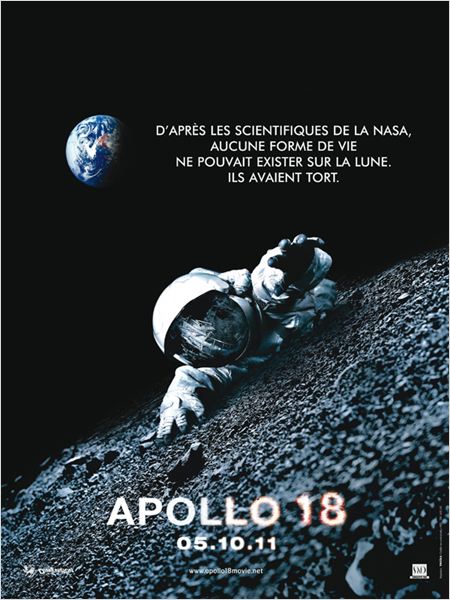 D'APRÈS LES SCIENTIFIQUES DE LA NASA,
AUCUNE FORME DE VIE
NE POUVAIT EXISTER SUR LA LUNE.
ILS AVAIENT TORT.
APOLLO 18
05.10.11
www.apollo18movie.net